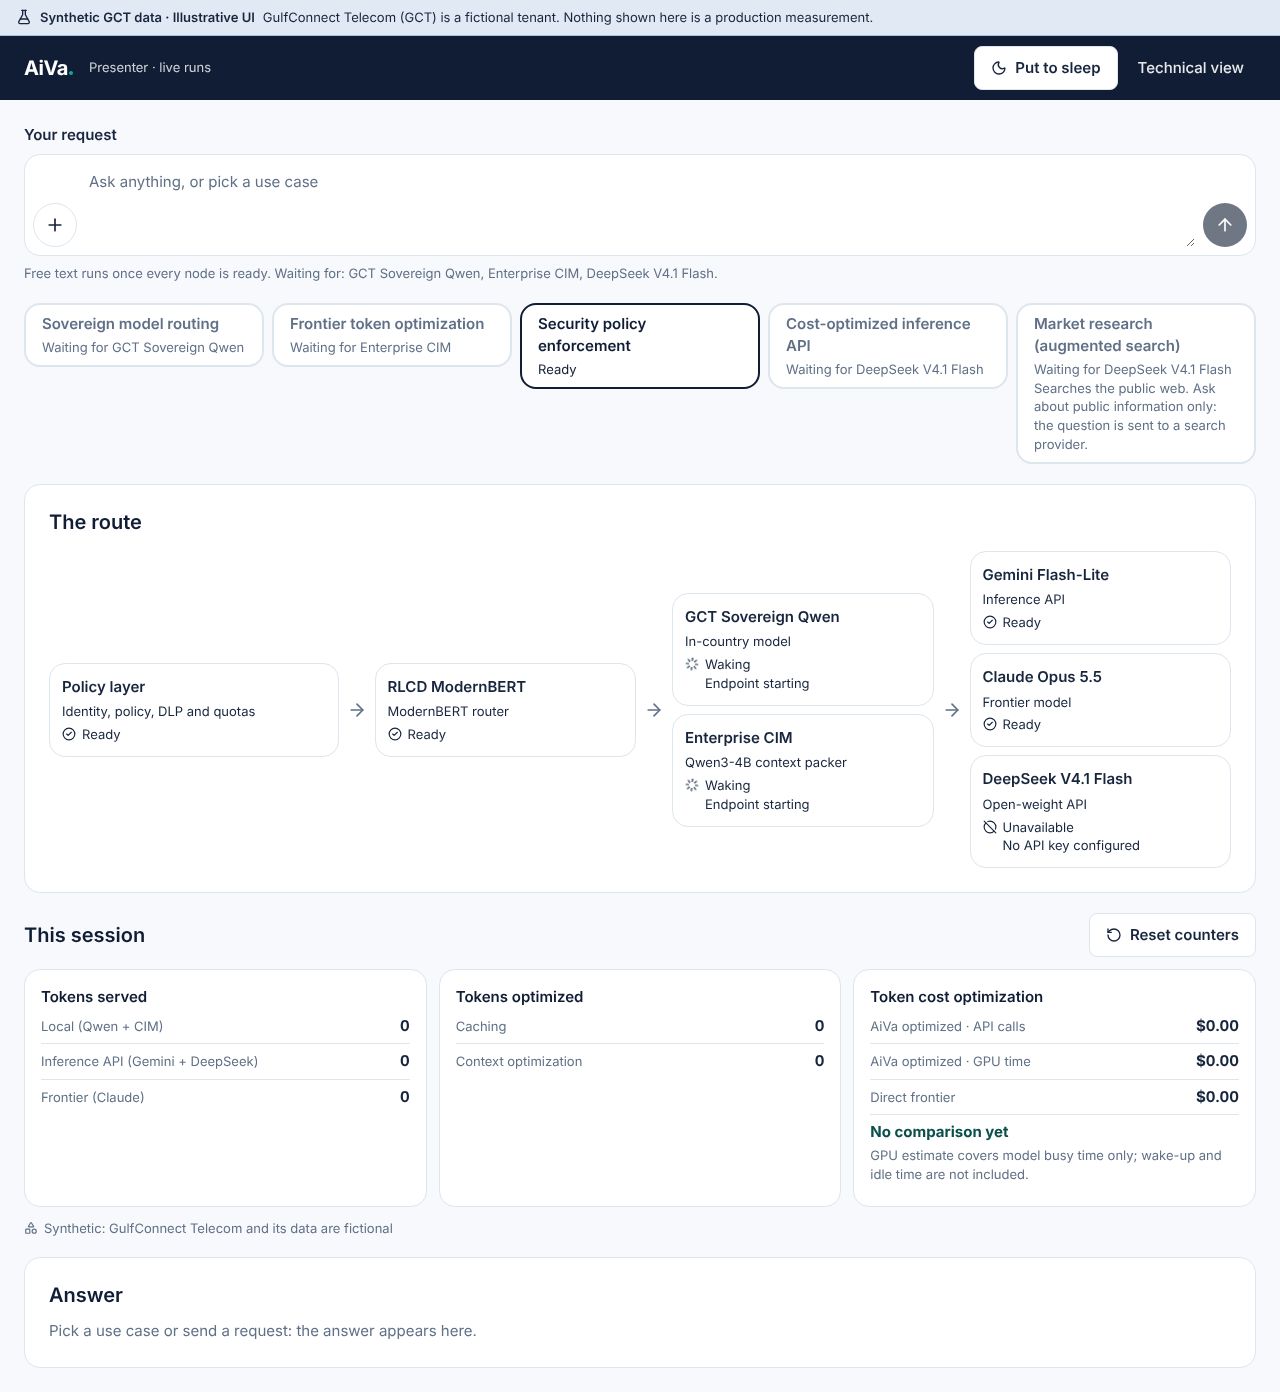 Synthetic GCT data · Illustrative UI GulfConnect Telecom (GCT) is a fictional tenant. Nothing shown here is a production measurement.
AiVa. Presenter · live runs
Put to sleep
Technical view
Your request
Ask anything, or pick a use case
Free text runs once every node is ready. Waiting for: GCT Sovereign Qwen, Enterprise CIM, DeepSeek V4.1 Flash.
Sovereign model routing
Waiting for GCT Sovereign Qwen
Frontier token optimization
Waiting for Enterprise CIM
Security policy
enforcement
Ready
Cost-optimized inference
API
Waiting for DeepSeek V4.1 Flash
Market research
(augmented search)
Waiting for DeepSeek V4.1 Flash
Searches the public web. Ask
about public information only:
the question is sent to a search
provider.
The route
Policy layer
Identity, policy, DLP and quotas
Ready
RLCD ModernBERT
ModernBERT router
Ready
GCT Sovereign Qwen
In-country model
Waking
Endpoint starting
Enterprise CIM
Qwen3-4B context packer
Waking
Endpoint starting
Gemini Flash-Lite
Inference API
Ready
Claude Opus 5.5
Frontier model
Ready
DeepSeek V4.1 Flash
Open-weight API
Unavailable
No API key configured
This session
Reset counters
Tokens served
Local (Qwen + CIM) 0
Inference API (Gemini + DeepSeek) 0
Frontier (Claude) 0
Tokens optimized
Caching 0
Context optimization 0
Token cost optimization
AiVa optimized · API calls $0.00
AiVa optimized · GPU time $0.00
Direct frontier $0.00
No comparison yet
GPU estimate covers model busy time only; wake-up and
idle time are not included.
Synthetic: GulfConnect Telecom and its data are fictional
Answer
Pick a use case or send a request: the answer appears here.